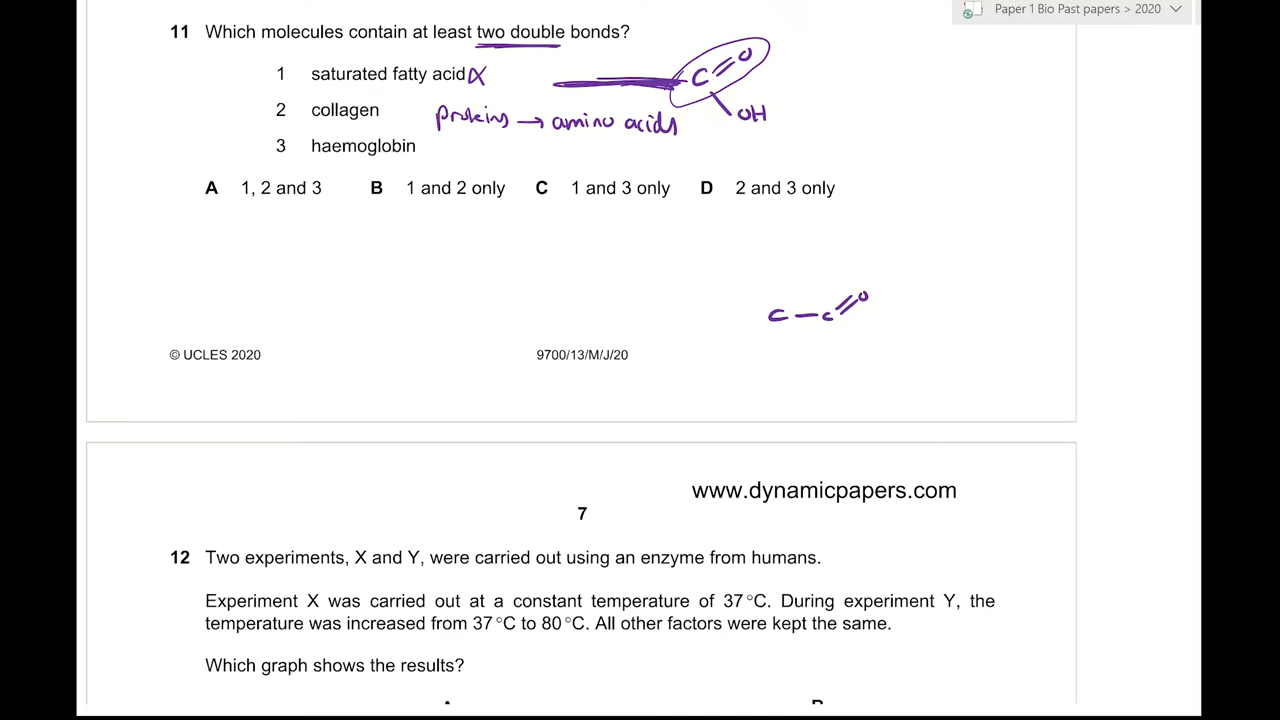 Paper 1 Bio Past papers > 2020
11 Which molecules contain at least two double bonds?
1 saturated fatty acid
C = O
OH
2 collagen
proteins → amino acids
3 haemoglobin
A 1, 2 and 3 B 1 and 2 only C 1 and 3 only D 2 and 3 only
C — C = O
© UCLES 2020 9700/13/M/J/20
www.dynamicpapers.com
7
12 Two experiments, X and Y, were carried out using an enzyme from humans.
Experiment X was carried out at a constant temperature of 37 °C. During experiment Y, the
temperature was increased from 37 °C to 80 °C. All other factors were kept the same.
Which graph shows the results?